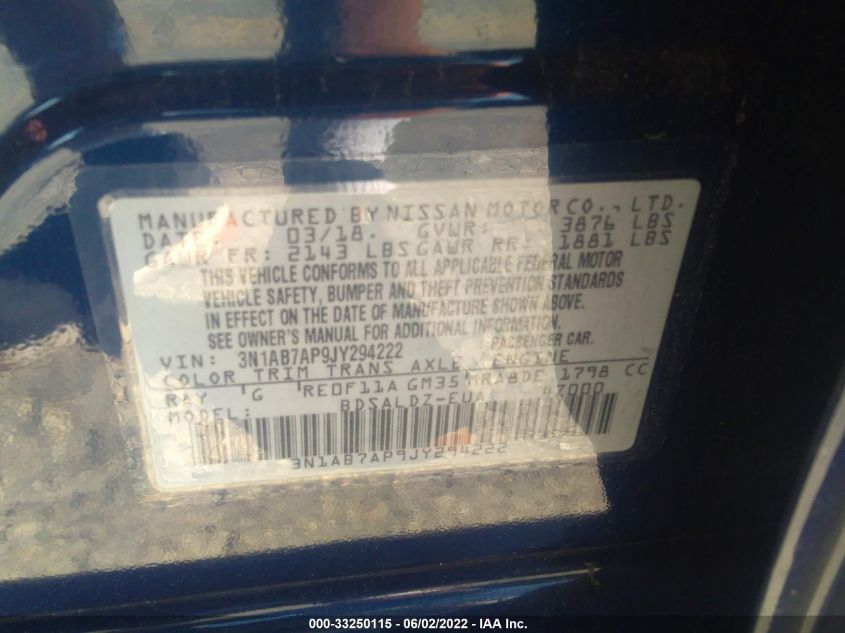 MANUFACTURED BY NISSAN MOTOR CO., LTD.
DATE: 03/18. GVWR: 3876 LBS
GAWR FR: 2143 LBS GAWR RR: 1881 LBS
THIS VEHICLE CONFORMS TO ALL APPLICABLE FEDERAL MOTOR
VEHICLE SAFETY, BUMPER AND THEFT PREVENTION STANDARDS
IN EFFECT ON THE DATE OF MANUFACTURE SHOWN ABOVE.
SEE OWNER'S MANUAL FOR ADDITIONAL INFORMATION.
PASSENGER CAR.
VIN: 3N1AB7AP9JY294222
COLOR TRIM TRANS AXLE ENGINE
RAY G RE0F11A GM35 MRA8DE 1798 CC
MODEL: BDSALDZ-EUA
3N1AB7AP9JY294222
000-33250115 - 06/02/2022 - IAA Inc.